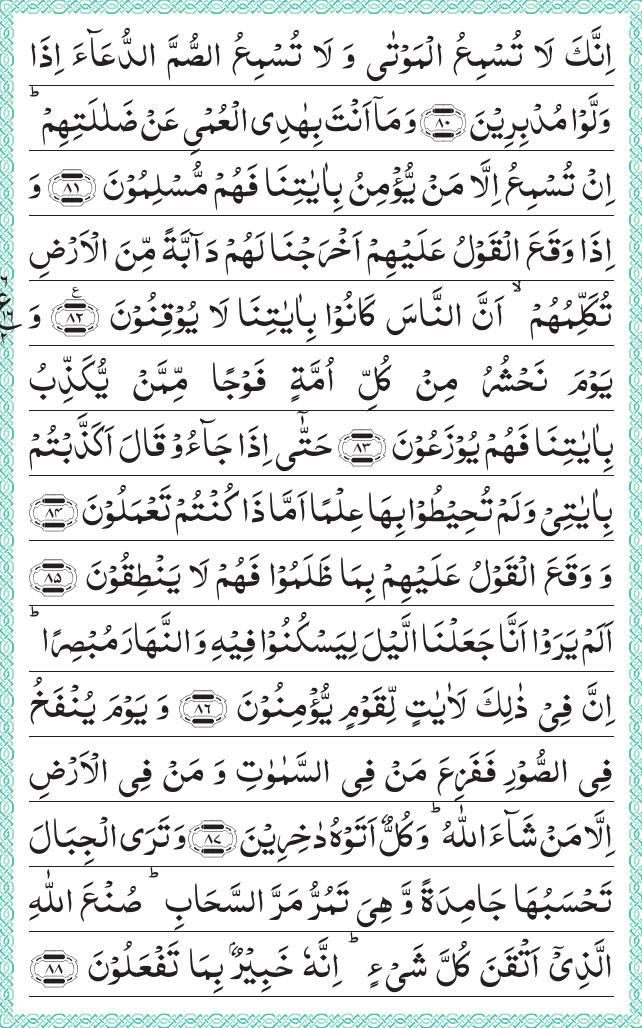 اِنَّكَ لَا تُسْمِعُ الْمَوْتٰى وَ لَا تُسْمِعُ الصُّمَّ الدُّعَآءَ اِذَا
وَلَّوْا مُدْبِرِيْنَ ﴿۸۰﴾ وَ مَاۤ اَنْتَ بِهٰدِى الْعُمْيِ عَنْ ضَلٰلَتِهِمْ ؕ
اِنْ تُسْمِعُ اِلَّا مَنْ يُّؤْمِنُ بِاٰيٰتِنَا فَهُمْ مُّسْلِمُوْنَ ﴿۸۱﴾ وَ
اِذَا وَقَعَ الْقَوْلُ عَلَيْهِمْ اَخْرَجْنَا لَهُمْ دَآبَّةً مِّنَ الْاَرْضِ
تُكَلِّمُهُمْ ۙ اَنَّ النَّاسَ كَانُوْا بِاٰيٰتِنَا لَا يُوْقِنُوْنَ ﴿۸۲﴾ ع وَ
يَوْمَ نَحْشُرُ مِنْ كُلِّ اُمَّةٍ فَوْجًا مِّمَّنْ يُّكَذِّبُ
بِاٰيٰتِنَا فَهُمْ يُوْزَعُوْنَ ﴿۸۳﴾ حَتّٰۤى اِذَا جَآءُوْ قَالَ اَكَذَّبْتُمْ
بِاٰيٰتِىْ وَ لَمْ تُحِيْطُوْا بِهَا عِلْمًا اَمَّا ذَا كُنْتُمْ تَعْمَلُوْنَ ﴿۸۴﴾
وَ وَقَعَ الْقَوْلُ عَلَيْهِمْ بِمَا ظَلَمُوْا فَهُمْ لَا يَنْطِقُوْنَ ﴿۸۵﴾
اَلَمْ يَرَوْا اَنَّا جَعَلْنَا الَّيْلَ لِيَسْكُنُوْا فِيْهِ وَ النَّهَارَ مُبْصِرًا ؕ
اِنَّ فِىْ ذٰلِكَ لَاٰيٰتٍ لِّقَوْمٍ يُّؤْمِنُوْنَ ﴿۸۶﴾ وَ يَوْمَ يُنْفَخُ
فِى الصُّوْرِ فَفَزِعَ مَنْ فِى السَّمٰوٰتِ وَ مَنْ فِى الْاَرْضِ
اِلَّا مَنْ شَآءَ اللّٰهُ ؕ وَ كُلٌّ اَتَوْهُ دٰخِرِيْنَ ﴿۸۷﴾ وَ تَرَى الْجِبَالَ
تَحْسَبُهَا جَامِدَةً وَّ هِىَ تَمُرُّ مَرَّ السَّحَابِ ؕ صُنْعَ اللّٰهِ
الَّذِىْۤ اَتْقَنَ كُلَّ شَىْءٍ ؕ اِنَّهٗ خَبِيْرٌۢ بِمَا تَفْعَلُوْنَ ﴿۸۸﴾